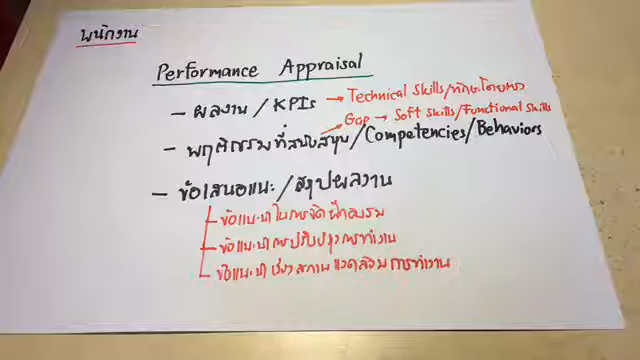 พนักงาน
Performance Appraisal
- ผลงาน / KPIs → Technical Skills/ทักษะโดยตรง
Gap → Soft Skills/Functional Skills
- พฤติกรรมที่สนับสนุน/Competencies/Behaviors
- ข้อเสนอแนะ/สรุปผลงาน
ข้อแนะนำในการจัดฝึกอบรม
ข้อแนะนำการปรับปรุงการทำงาน
ข้อแนะนำเรื่องสภาพแวดล้อมการทำงาน